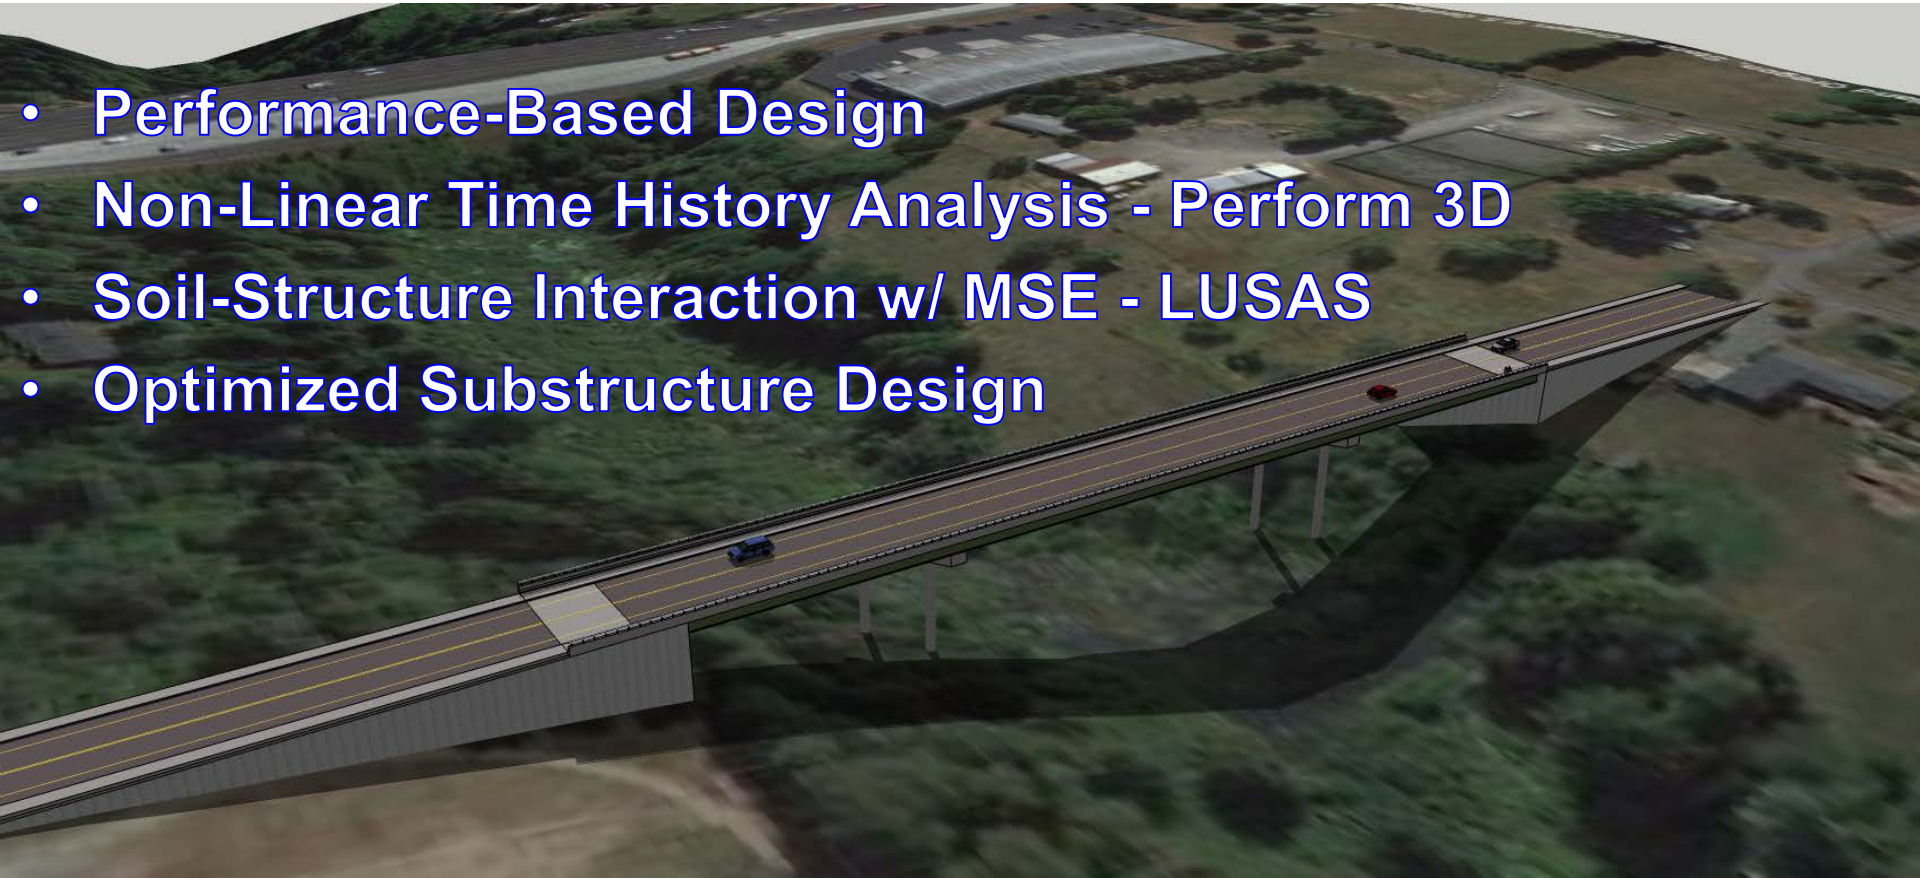 • Performance-Based Design
• Non-Linear Time History Analysis - Perform 3D
• Soil-Structure Interaction w/ MSE - LUSAS
• Optimized Substructure Design